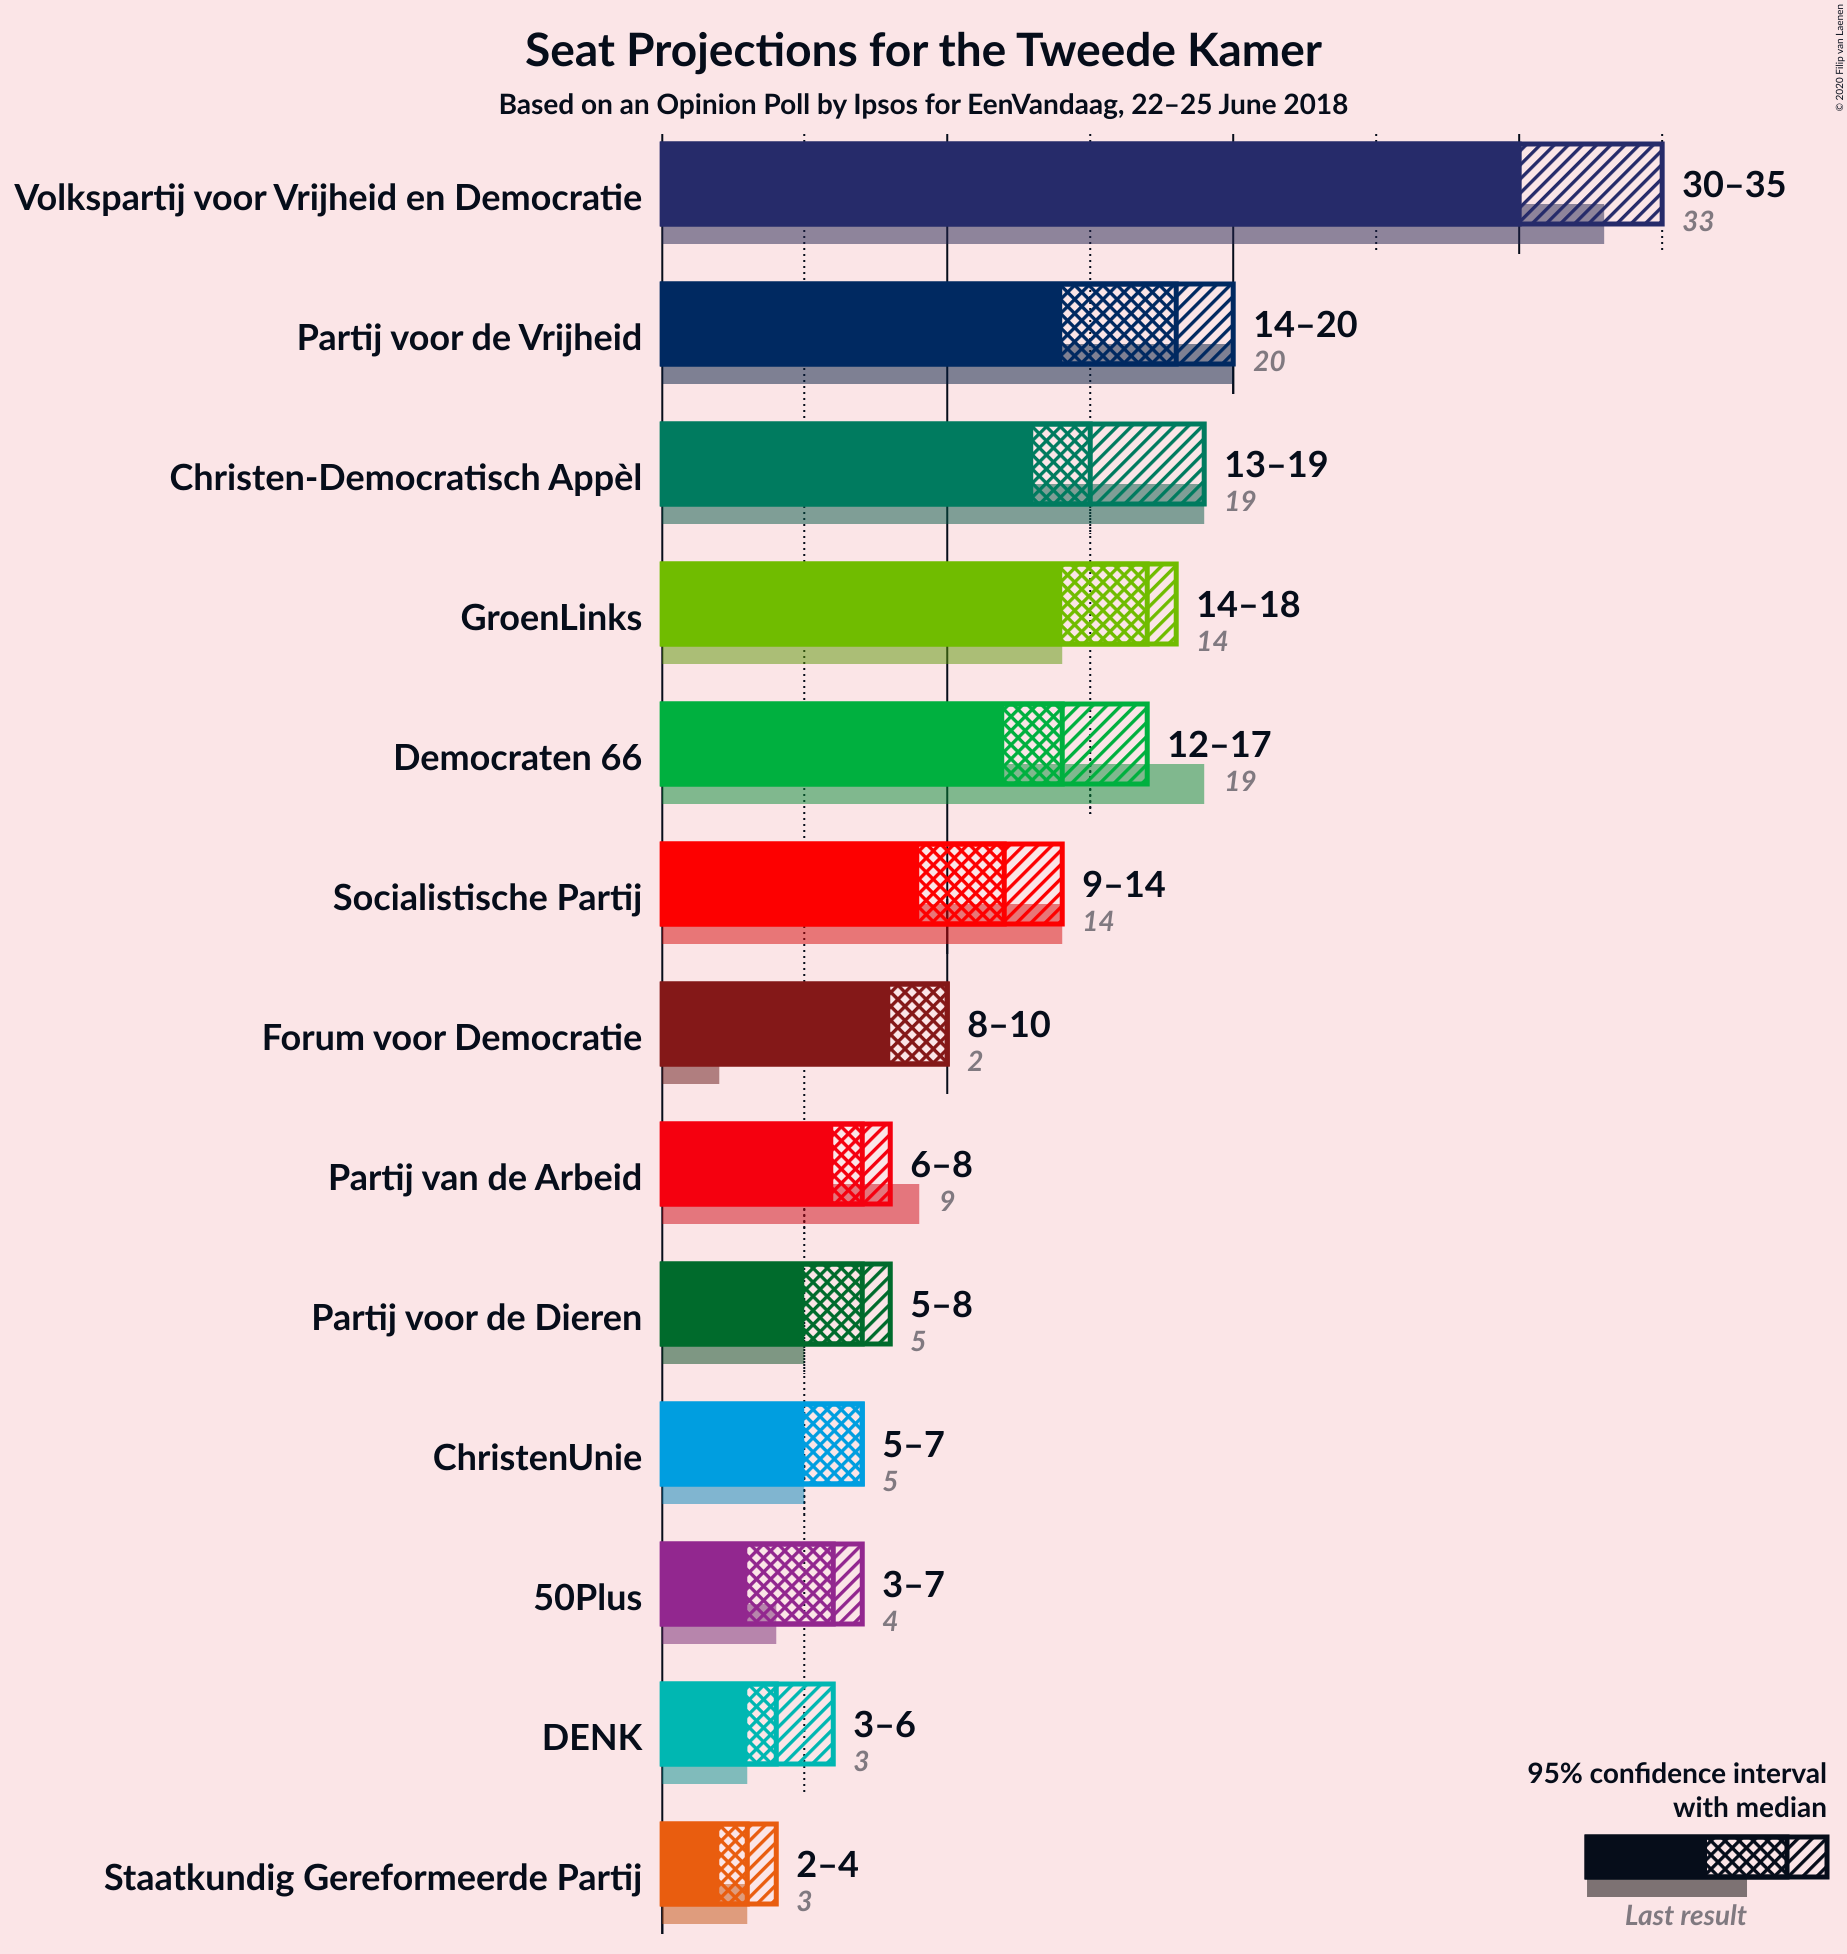 Seat Projections for the Tweede Kamer
Based on an Opinion Poll by Ipsos for EenVandaag, 22–25 June 2018
© 2020 Filip van Laenen
Volkspartij voor Vrijheid en Democratie
30–35
33
Partij voor de Vrijheid
14–20
20
Christen-Democratisch Appèl
13–19
19
GroenLinks
14–18
14
Democraten 66
12–17
19
Socialistische Partij
9–14
14
Forum voor Democratie
8–10
2
Partij van de Arbeid
6–8
9
Partij voor de Dieren
5–8
5
ChristenUnie
5–7
5
50Plus
3–7
4
DENK
3–6
3
Staatkundig Gereformeerde Partij
2–4
3
95% confidence interval
with median
Last result